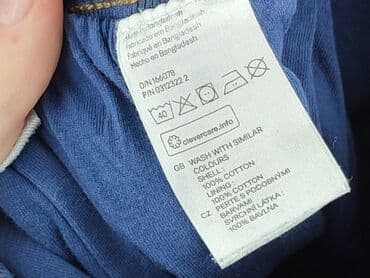 Made in Bangladesh
Fabricado em Bangladesh
Fabriqué en Bangladesh
Hecho en Bangladesh
O/N 166078
P/N 0312322 2
40
clevercare.info
GB WASH WITH SIMILAR
COLOURS
SHELL:
100% COTTON
LINING:
100% COTTON
CZ PERTE S PODOBNÝMI
BARVAMI
SVRCHNÍ LÁTKA:
100% BAVLNA